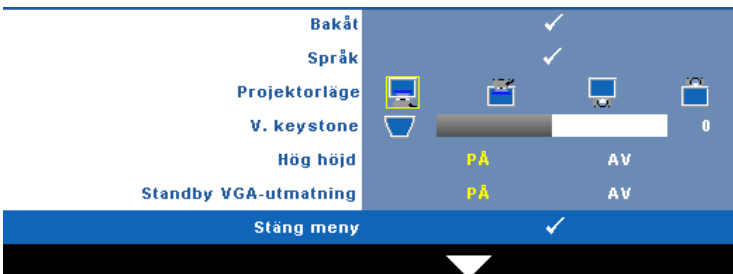 Bakåt
Språk
Projektorläge
V. keystone 0
Hög höjd PÅ AV
Standby VGA-utmatning PÅ AV
Stäng meny